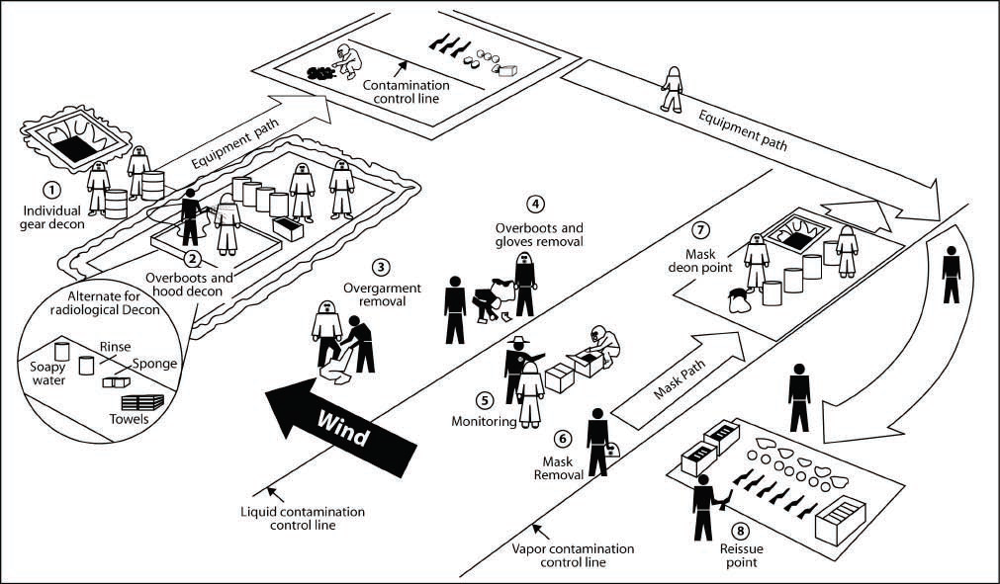 Contamination
control line
Equipment path
Equipment path
1
Individual
gear decon
2
Overboots and
hood decon
3
Overgarment
removal
4
Overboots and
gloves removal
7
Mask
deon point
Alternate for
radiological Decon
Soapy
water
Rinse
Sponge
Towels
Wind
5
Monitoring
6
Mask
Removal
Mask Path
Liquid contamination
control line
Vapor contamination
control line
8
Reissue
point